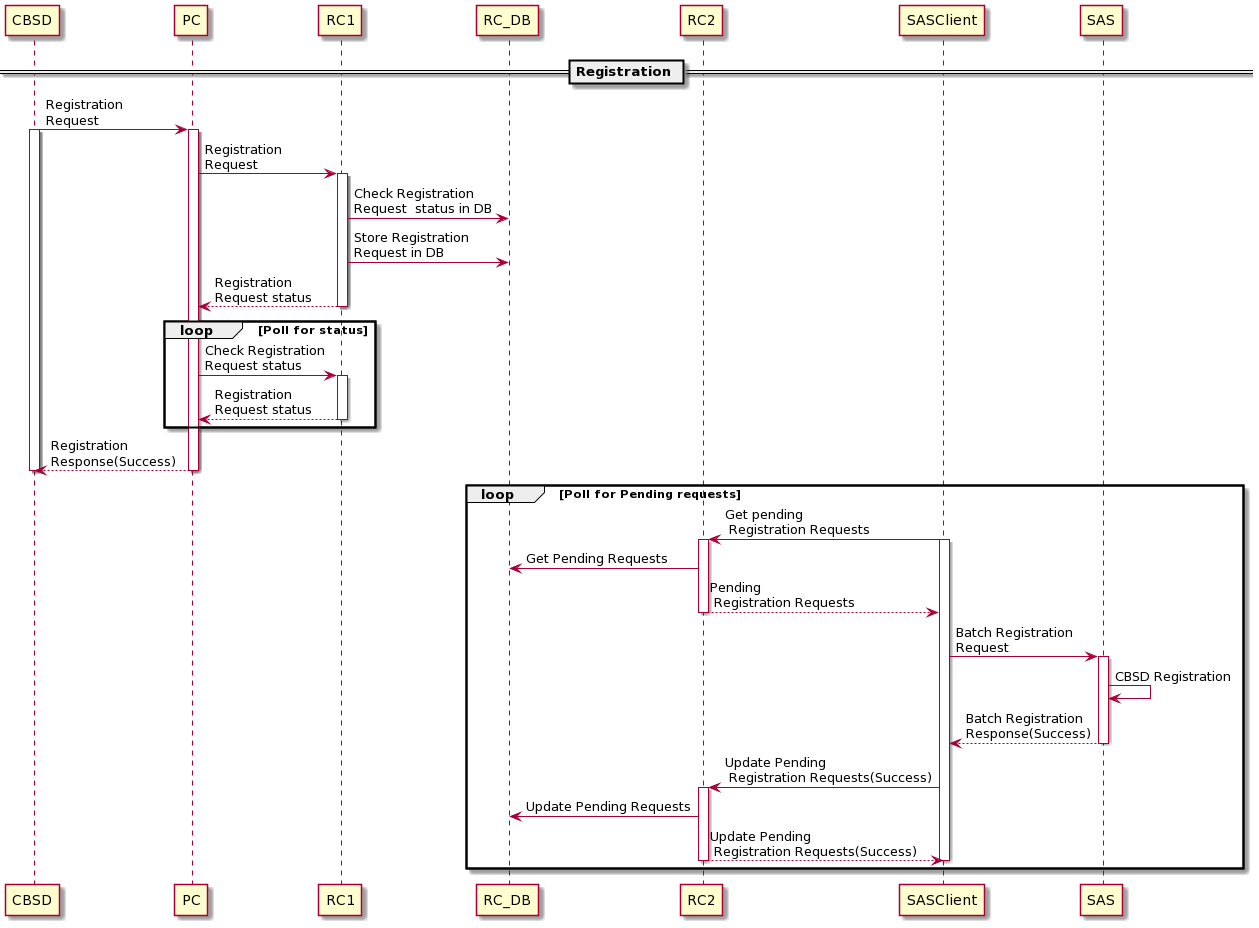 CBSD PC RC1 RC_DB RC2 SASClient SAS
Registration
Registration
Request
Registration
Request
Check Registration
Request  status in DB
Store Registration
Request in DB
Registration
Request status
loop [Poll for status]
Check Registration
Request status
Registration
Request status
Registration
Response(Success)
loop [Poll for Pending requests]
Get pending
Registration Requests
Get Pending Requests
Pending
Registration Requests
Batch Registration
Request
CBSD Registration
Batch Registration
Response(Success)
Update Pending
Registration Requests(Success)
Update Pending Requests
Update Pending
Registration Requests(Success)
CBSD PC RC1 RC_DB RC2 SASClient SAS